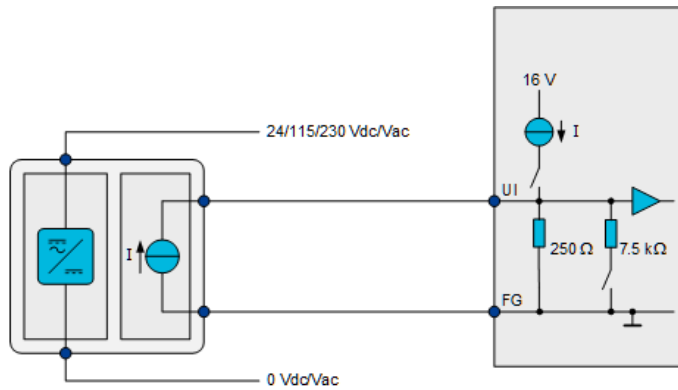 16 V
24/115/230 Vdc/Vac
I
UI
I
250 Ω
7.5 kΩ
FG
0 Vdc/Vac